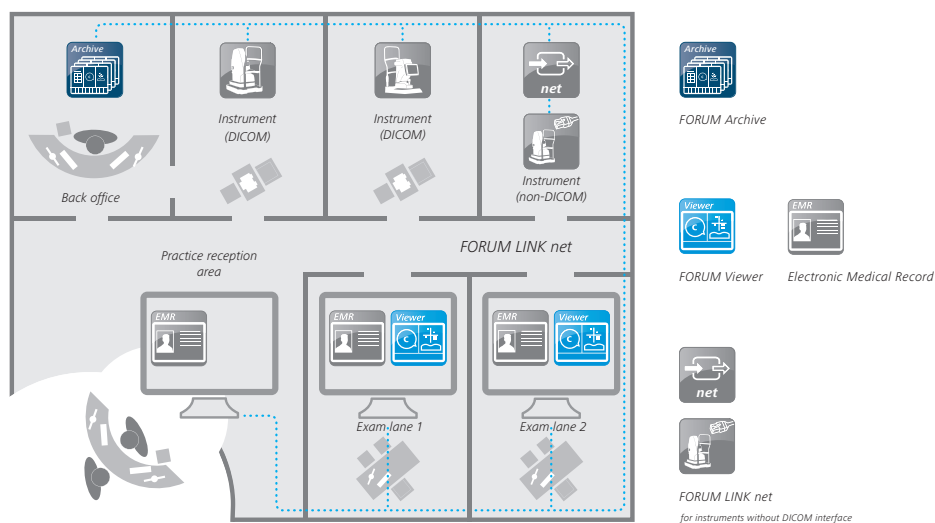 Archive
Instrument
(DICOM)
Instrument
(DICOM)
net
Instrument
(non-DICOM)
Back office
Practice reception
area
FORUM LINK net
EMR
EMR
Viewer
C
EMR
Viewer
C
Exam lane 1
Exam lane 2
Archive
FORUM Archive
Viewer
C
EMR
FORUM Viewer
Electronic Medical Record
net
FORUM LINK net
for instruments without DICOM interface